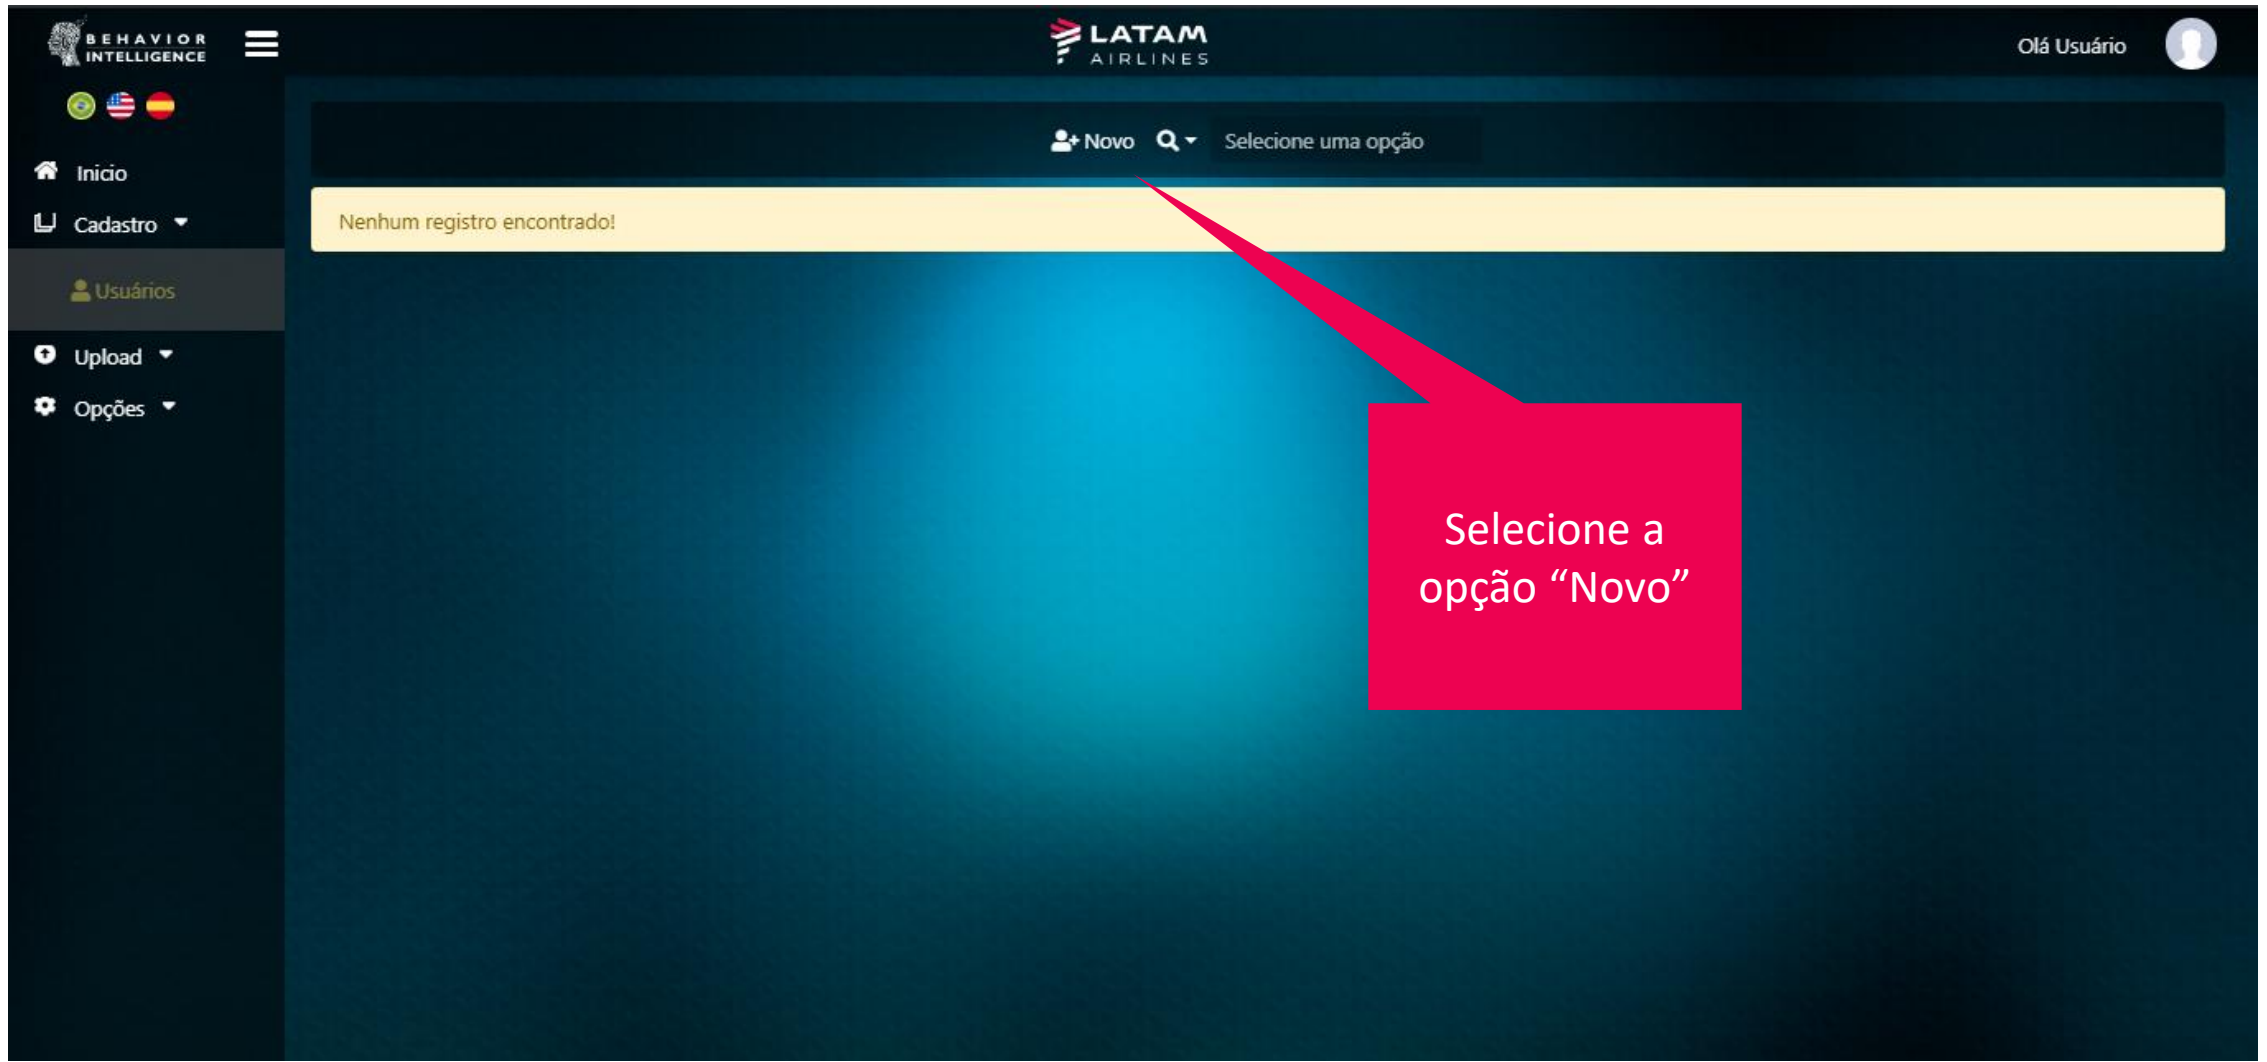 BEHAVIOR
INTELLIGENCE
LATAM
AIRLINES
Olá Usuário
Novo
Selecione uma opção
Inicio
Cadastro
Nenhum registro encontrado!
Usuários
Upload
Opções
Selecione a
opção “Novo”